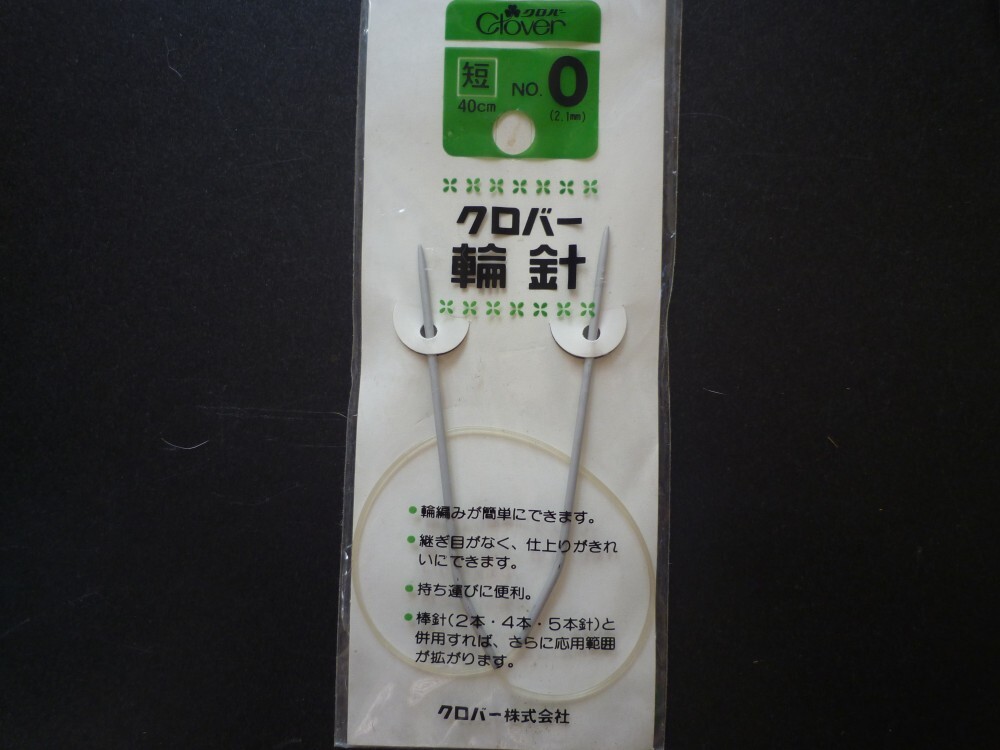 クロバー
Clover
短
NO. 0
40cm
(2.1mm)
クロバー
輪針
●輪編みが簡単にできます。
●継ぎ目がなく、仕上りがきれ
いにできます。
●持ち運びに便利。
●棒針(2本・4本・5本針)と
併用すれば、さらに応用範囲
が拡がります。
クロバー株式会社